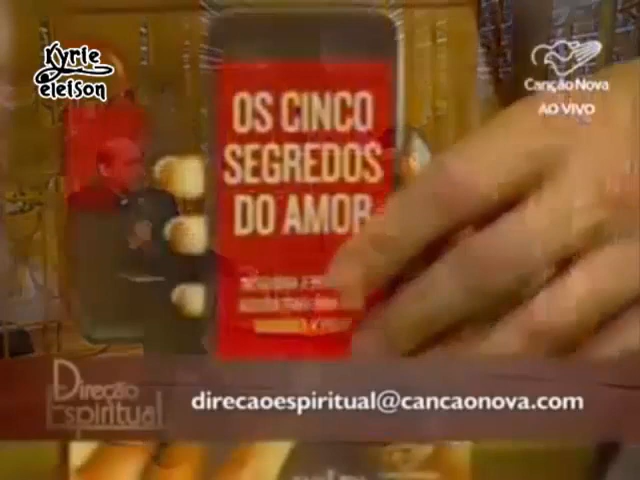 Kyrie
eleison
Canção Nova
AO VIVO
OS CINCO
SEGREDOS
DO AMOR
Direção
Espiritual
direcaoespiritual@cancaonova.com